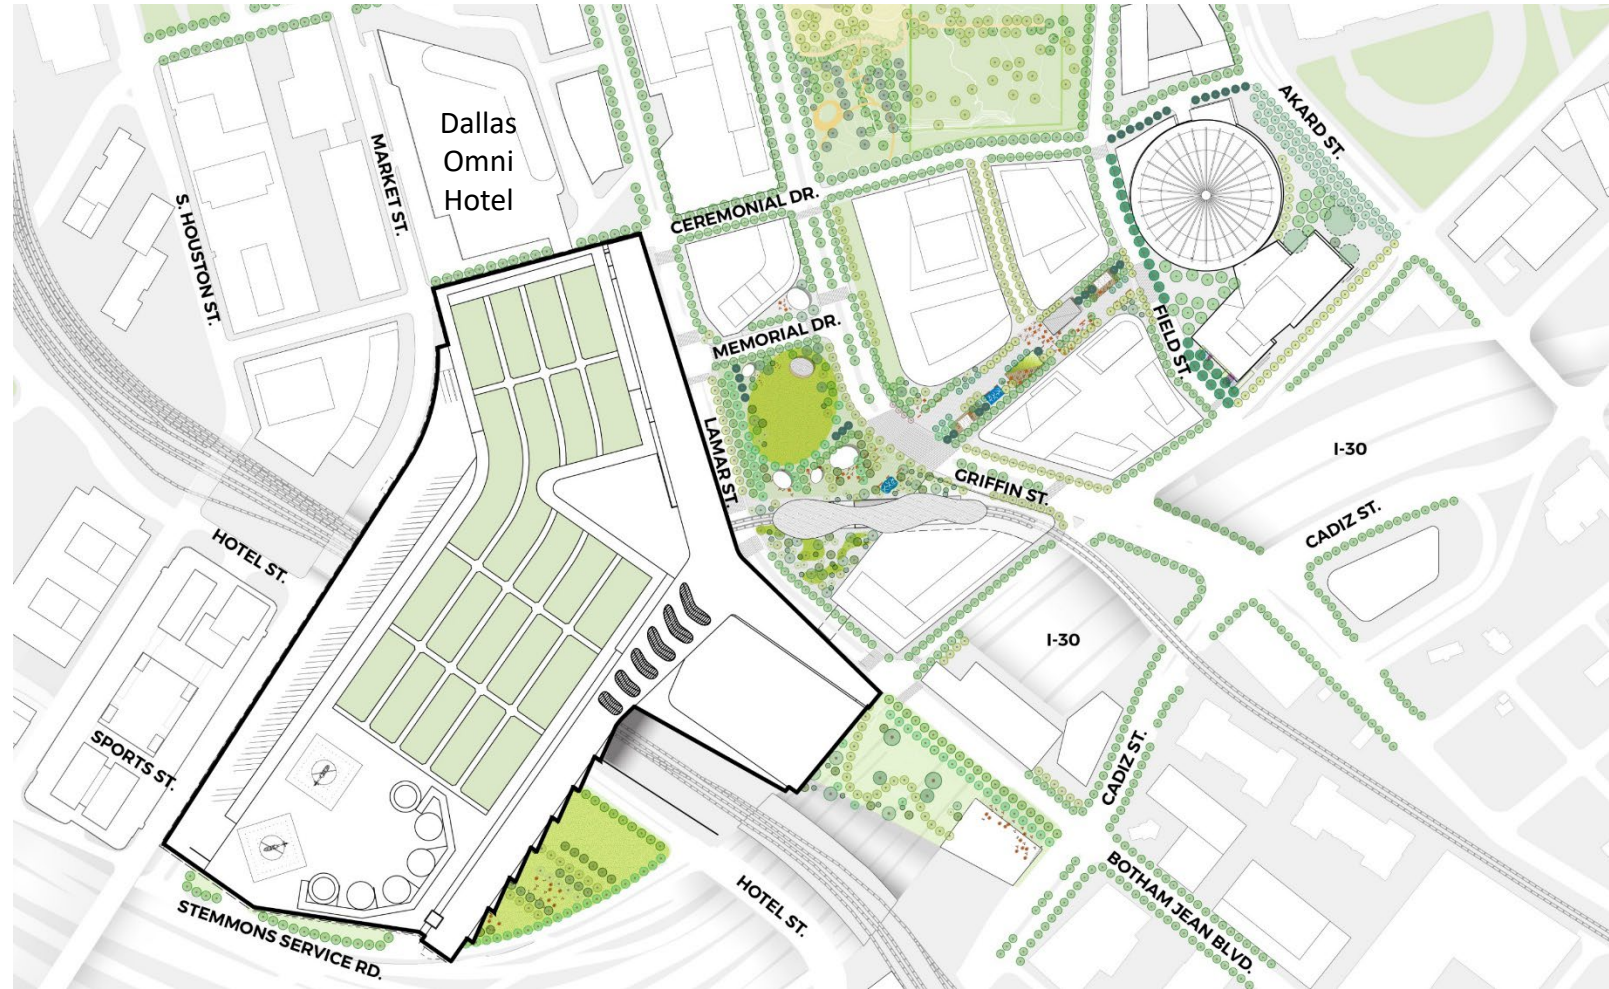 AKARD ST.
Dallas
Omni
Hotel
MARKET ST.
S. HOUSTON ST.
CEREMONIAL DR.
MEMORIAL DR.
FIELD ST.
LAMAR ST.
I-30
GRIFFIN ST.
CADIZ ST.
HOTEL ST.
I-30
SPORTS ST.
CADIZ ST.
HOTEL ST.
BOTHAM JEAN BLVD.
STEMMONS SERVICE RD.